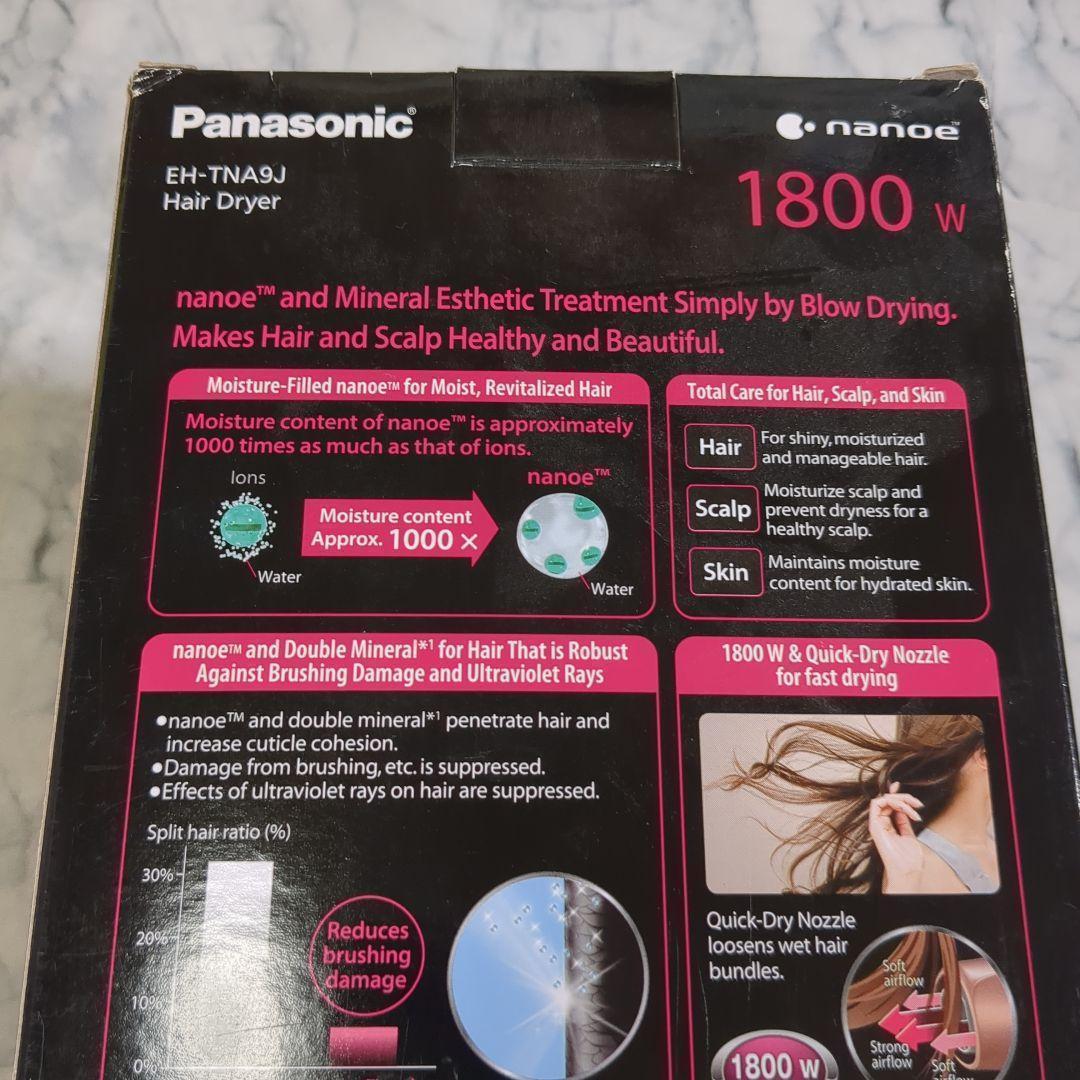 Panasonic®
nanoe™
EH-TNA9J
Hair Dryer
1800 W
nanoe™ and Mineral Esthetic Treatment Simply by Blow Drying.
Makes Hair and Scalp Healthy and Beautiful.
Moisture-Filled nanoe™ for Moist, Revitalized Hair
Moisture content of nanoe™ is approximately
1000 times as much as that of ions.
Ions
nanoe™
Moisture content
Approx. 1000 ×
Water
Water
Total Care for Hair, Scalp, and Skin
Hair
For shiny, moisturized
and manageable hair.
Scalp
Moisturize scalp and
prevent dryness for a
healthy scalp.
Skin
Maintains moisture
content for hydrated skin.
nanoe™ and Double Mineral*1 for Hair That is Robust
Against Brushing Damage and Ultraviolet Rays
●nanoe™ and double mineral*1 penetrate hair and
increase cuticle cohesion.
●Damage from brushing, etc. is suppressed.
●Effects of ultraviolet rays on hair are suppressed.
Split hair ratio (%)
30%
20%
10%
0%
Reduces
brushing
damage
1800 W & Quick-Dry Nozzle
for fast drying
Quick-Dry Nozzle
loosens wet hair
bundles.
Soft
airflow
Strong
airflow
Soft
airflow
1800 W